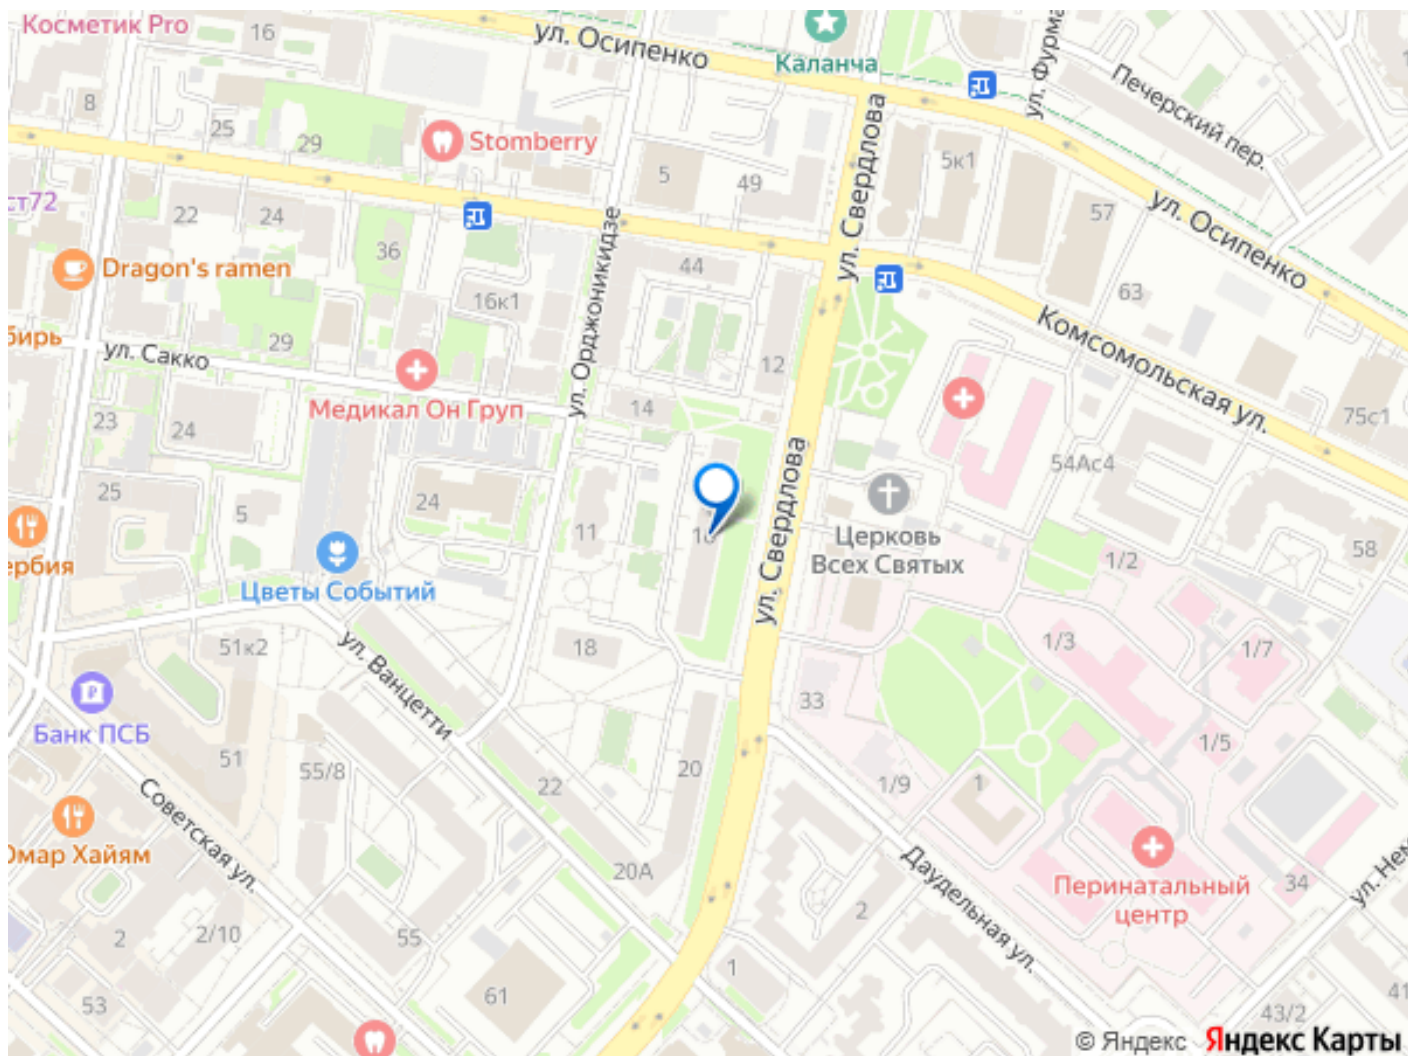 Косметик Pro
16
ул. Осипенко
Каланча
ул. Фурма
Печерский пер.
8
25
29
Stomberry
5
49
ул. Свердлова
5к1
57
ул. Осипенко
ст72
22
24
36
Dragon's ramen
16к1
44
63
ул. Орджоникидзе
бирь
ул. Сакко
29
12
Комсомольская ул.
Медикал Он Груп
14
75с1
23
24
54Ас4
25
5
24
11
ул. Свердлова
Церковь
Всех Святых
58
ербия
Цветы Событий
1/2
51к2
ул. Ванцетти
18
1/3
1/7
33
Банк ПСБ
51
55/8
22
20
1/9
1
1/5
Советская ул.
Омар Хайям
20А
Даудельная ул.
Перинатальный
центр
34
ул. Нем
2
2/10
55
2
53
61
1
43/2
41
© Яндекс
Яндекс Карты